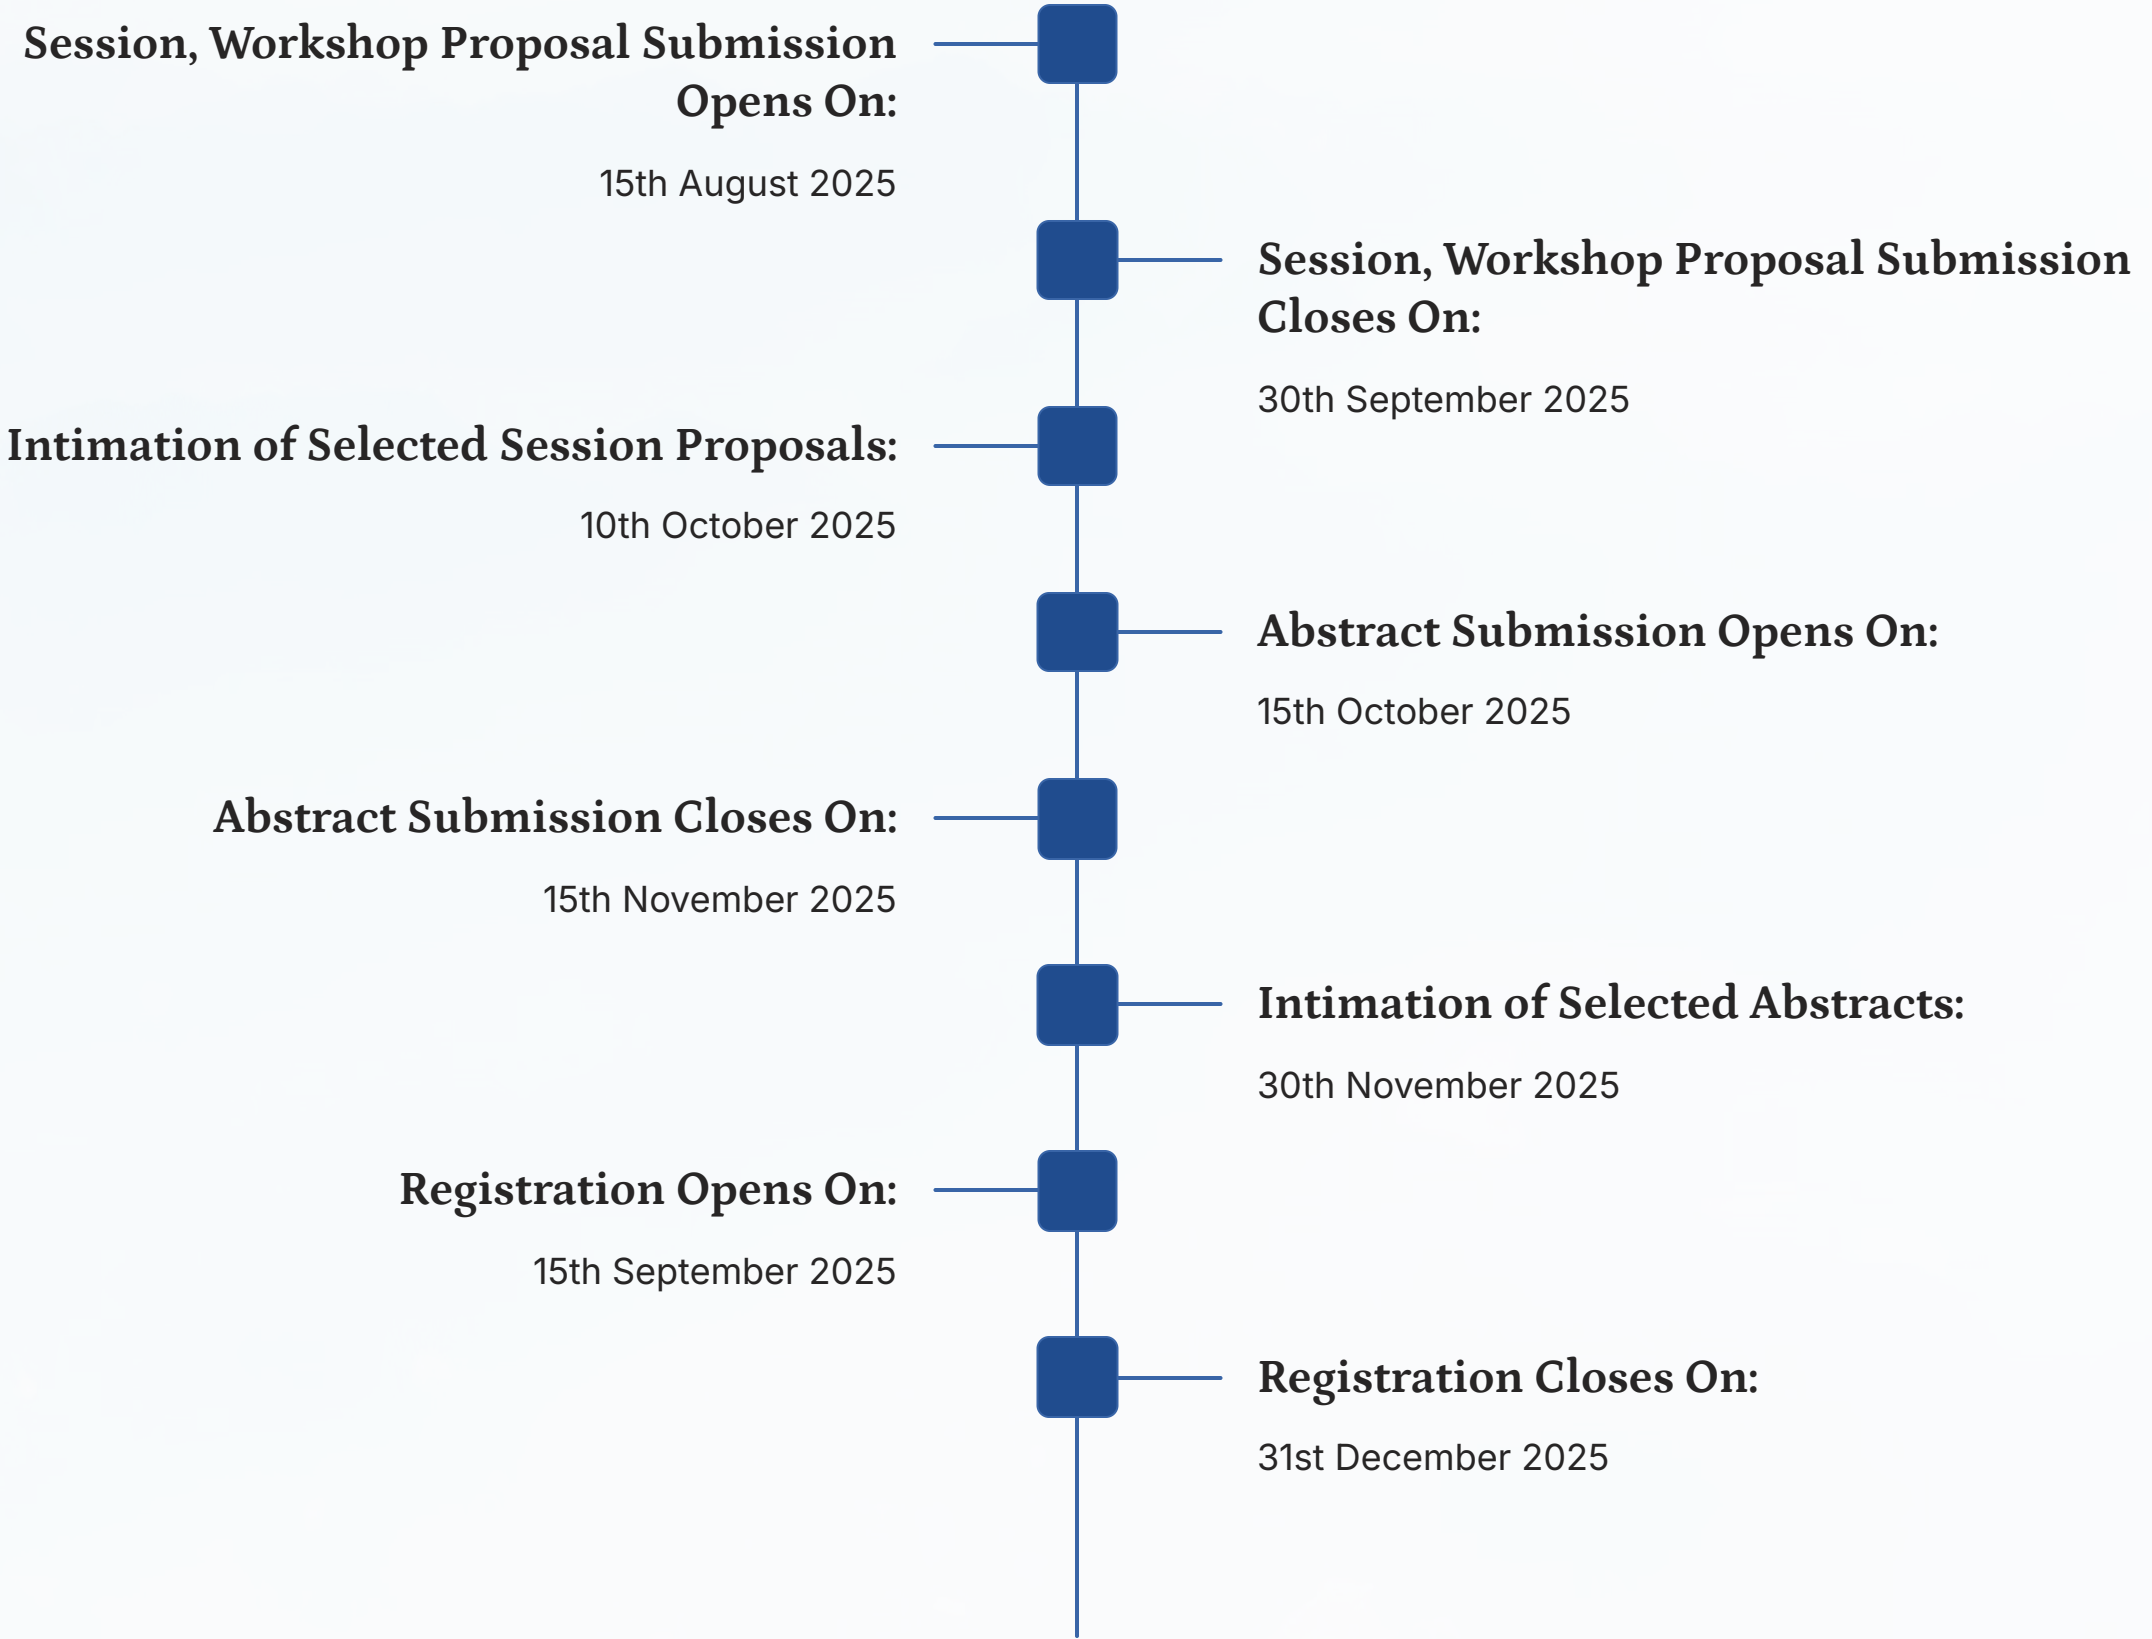 Session, Workshop Proposal Submission
Opens On:
15th August 2025
Session, Workshop Proposal Submission
Closes On:
30th September 2025
Intimation of Selected Session Proposals:
10th October 2025
Abstract Submission Opens On:
15th October 2025
Abstract Submission Closes On:
15th November 2025
Intimation of Selected Abstracts:
30th November 2025
Registration Opens On:
15th September 2025
Registration Closes On:
31st December 2025